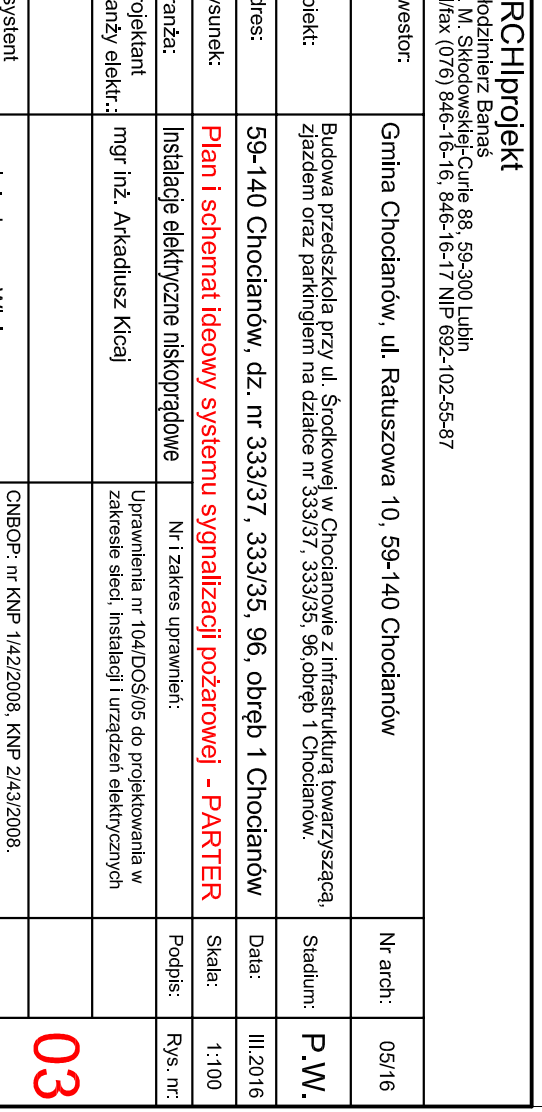 RCHIprojekt
łodzimierz Banaś
. M. Skłodowskiej-Curie 88, 59-300 Lubin
l/fax (076) 846-16-16, 846-16-17 NIP 692-102-55-87
westor:
Gmina Chocianów, ul. Ratuszowa 10, 59-140 Chocianów
Nr arch:
05/16
biekt:
Budowa przedszkola przy ul. Środkowej w Chocianowie z infrastrukturą towarzyszącą,
zjazdem oraz parkingiem na działce nr 333/37, 333/35, 96,obręb 1 Chocianów.
Stadium:
P.W.
dres:
59-140 Chocianów, dz. nr 333/37, 333/35, 96, obręb 1 Chocianów
Data:
III.2016
ysunek:
Plan i schemat ideowy systemu sygnalizacji pożarowej - PARTER
Skala:
1:100
ranża:
Instalacje elektryczne niskoprądowe
Nr i zakres uprawnień:
Podpis:
Rys. nr:
rojektant
anży elektr.:
mgr inż. Arkadiusz Kicaj
Uprawnienia nr 104/DOŚ/05 do projektowania w
zakresie sieci, instalacji i urządzeń elektrycznych
03
ystent
CNBOP: nr KNP 1/42/2008, KNP 2/43/2008.